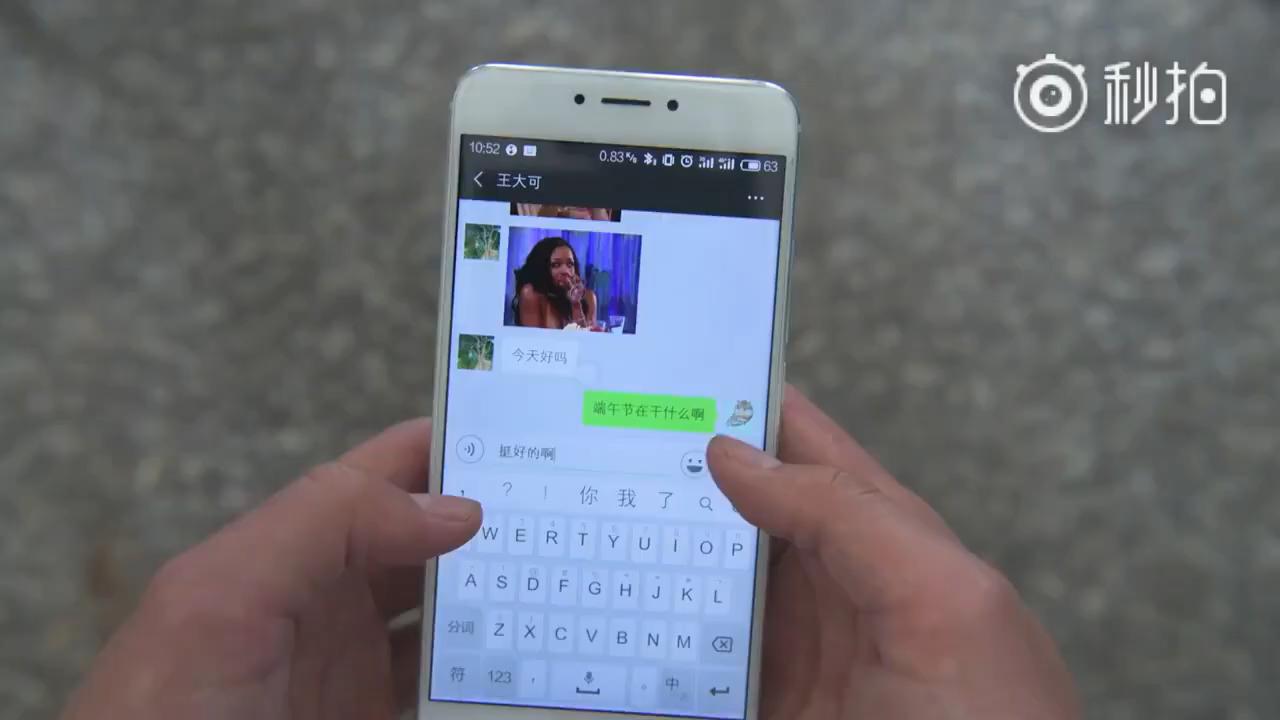 秒拍
10:52 0.83K/s 63
王大可
今天好吗
端午节在干什么啊
挺好的啊
? ! 你 我 了
W E R T Y U I O P
A S D F G H J K L
分词 Z X C V B N M
符 123 , 。 中